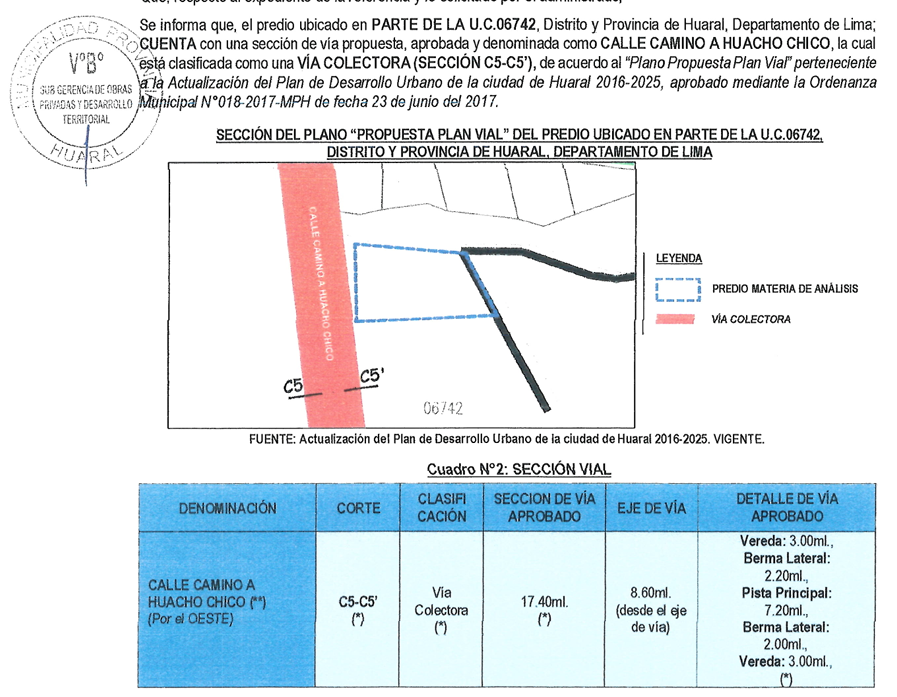 Que, respecto al expediente de la referencia y lo solicitado por el administrado,
Se informa que, el predio ubicado en PARTE DE LA U.C.06742, Distrito y Provincia de Huaral, Departamento de Lima;
CUENTA con una sección de vía propuesta, aprobada y denominada como CALLE CAMINO A HUACHO CHICO, la cual
está clasificada como una VÍA COLECTORA (SECCIÓN C5-C5'), de acuerdo al "Plano Propuesta Plan Vial" perteneciente
a la Actualización del Plan de Desarrollo Urbano de la ciudad de Huaral 2016-2025, aprobado mediante la Ordenanza
Municipal N°018-2017-MPH de fecha 23 de junio del 2017.
MUNICIPALIDAD PROVINCIAL
V°B°
SUB GERENCIA DE OBRAS
PRIVADAS Y DESARROLLO
TERRITORIAL
HUARAL
SECCIÓN DEL PLANO "PROPUESTA PLAN VIAL" DEL PREDIO UBICADO EN PARTE DE LA U.C.06742,
DISTRITO Y PROVINCIA DE HUARAL, DEPARTAMENTO DE LIMA
CALLE CAMINO A HUACHO CHICO
C5
C5'
06742
LEYENDA
PREDIO MATERIA DE ANÁLISIS
VÍA COLECTORA
FUENTE: Actualización del Plan de Desarrollo Urbano de la ciudad de Huaral 2016-2025. VIGENTE.
Cuadro N°2: SECCIÓN VIAL
DENOMINACIÓN
CORTE
CLASIFI
CACIÓN
SECCION DE VÍA
APROBADO
EJE DE VÍA
DETALLE DE VÍA
APROBADO
CALLE CAMINO A
HUACHO CHICO (**)
(Por el OESTE)
C5-C5'
(*)
Vía
Colectora
(*)
17.40ml.
(*)
8.60ml.
(desde el eje
de vía)
Vereda: 3.00ml.,
Berma Lateral:
2.20ml.,
Pista Principal:
7.20ml.,
Berma Lateral:
2.00ml.,
Vereda: 3.00ml.,
(*)